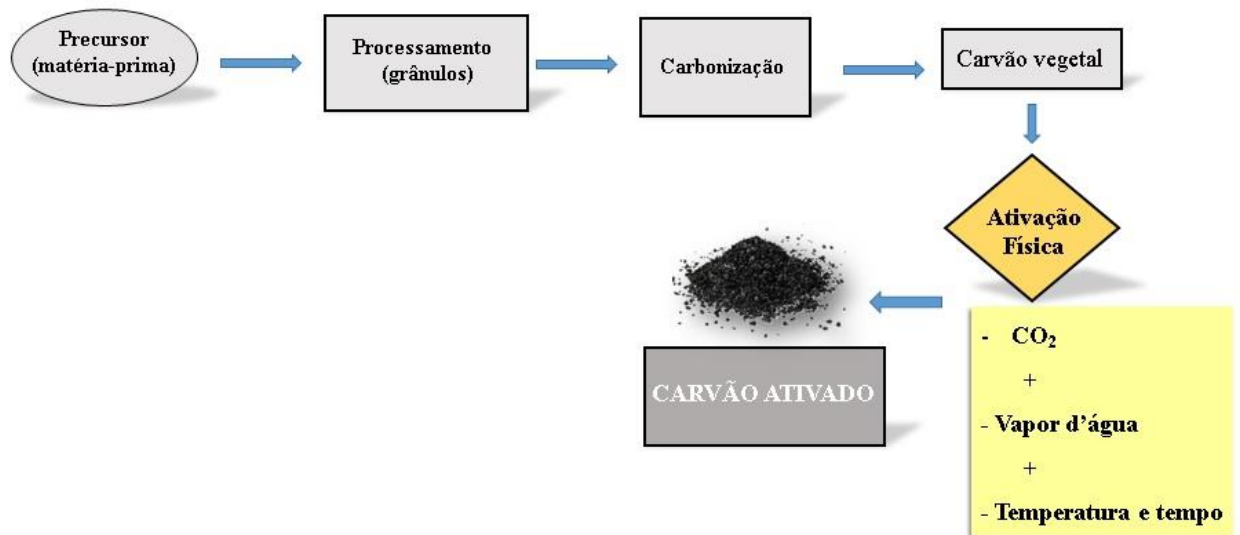 Precursor
(matéria-prima)
Processamento
(grânulos)
Carbonização
Carvão vegetal
Ativação
Física
- CO₂
+
- Vapor d’água
+
- Temperatura e tempo
CARVÃO ATIVADO